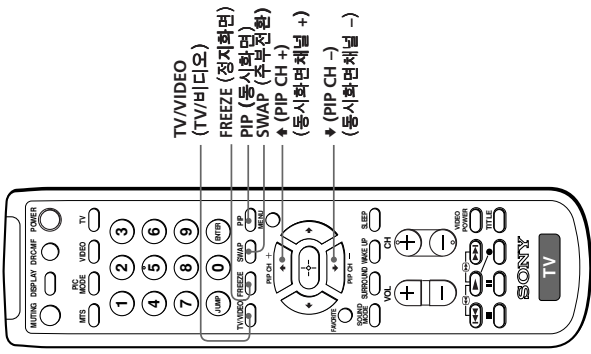 TV/VIDEO
(TV/비디오)
FREEZE (정지화면)
PIP (동시화면)
SWAP (주부전환)
(PIP CH +)
(동시화면채널 +)
(PIP CH –)
(동시화면채널 –)
MUTING DISPLAY DRC-MF POWER
MTS PIC MODE VIDEO TV
1 2 3
4 5 6
7 8 9
JUMP 0 ENTER
TV/VIDEO FREEZE SWAP PIP
MENU
PIP CH +
PIP CH –
FAVORITE
SOUND MODE SURROUND WAKE UP SLEEP
VOL CH
+ +
– –
VIDEO POWER
TITLE
SONY
TV